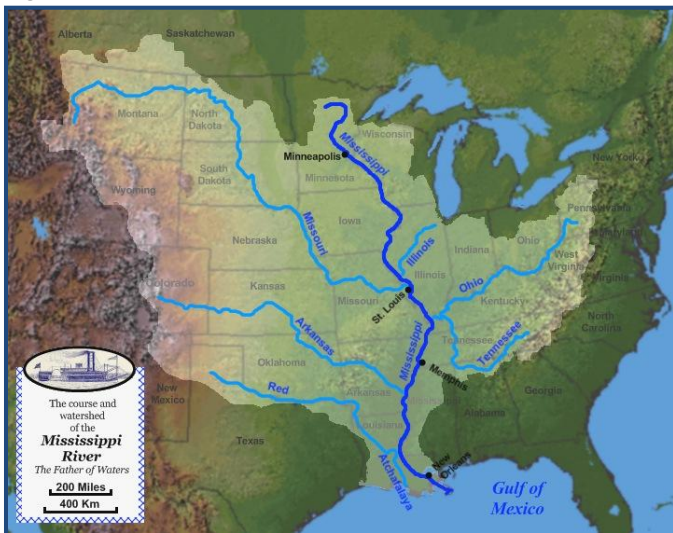 Alberta
Saskatchewan
Montana
North
Dakota
Mississippi
Wisconsin
Minneapolis
Minnesota
South
Dakota
Wyoming
Iowa
Nebraska
Missouri
Illinois
Illinois
Indiana
Ohio
New York
Pennsylvania
Maryland
West
Virginia
Virginia
Colorado
Kansas
Missouri
St. Louis
Ohio
Kentucky
North
Carolina
Arkansas
Mississippi
Tennessee
Tennessee
Oklahoma
Red
Arkansas
Memphis
Mississippi
Alabama
Georgia
New
Mexico
Texas
Louisiana
Atchafalaya
New
Orleans
Gulf of
Mexico
The course and
watershed
of the
Mississippi
River
The Father of Waters
200 Miles
400 Km